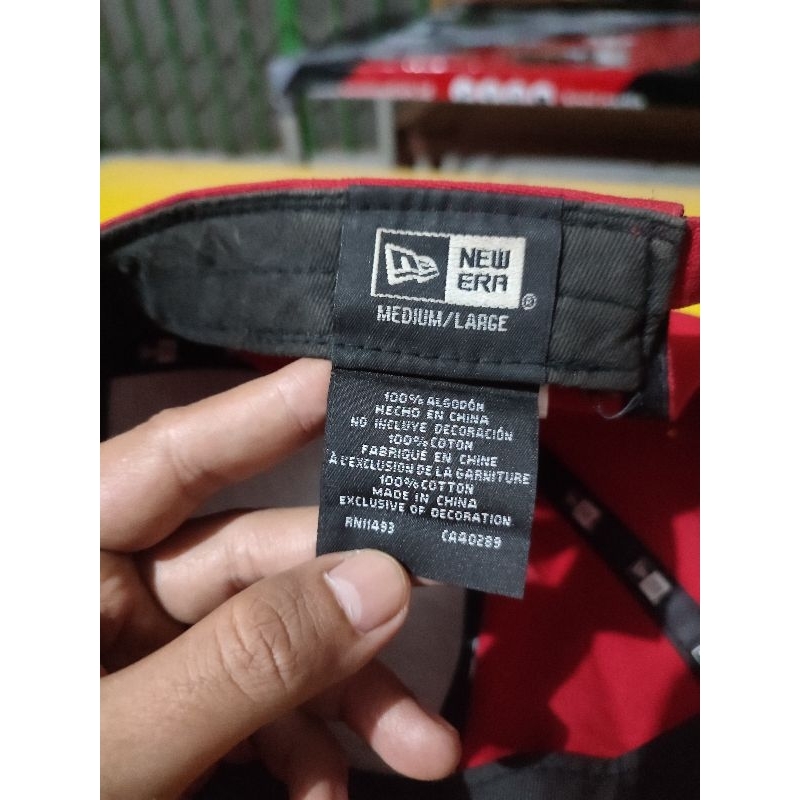 NEW
ERA
®
MEDIUM/LARGE
100% ALGODÓN
HECHO EN CHINA
NO INCLUYE DECORACIÓN
100% COTON
FABRIQUÉ EN CHINE
À L'EXCLUSION DE LA GARNITURE
100% COTTON
MADE IN CHINA
EXCLUSIVE OF DECORATION
RN11493 CA40289